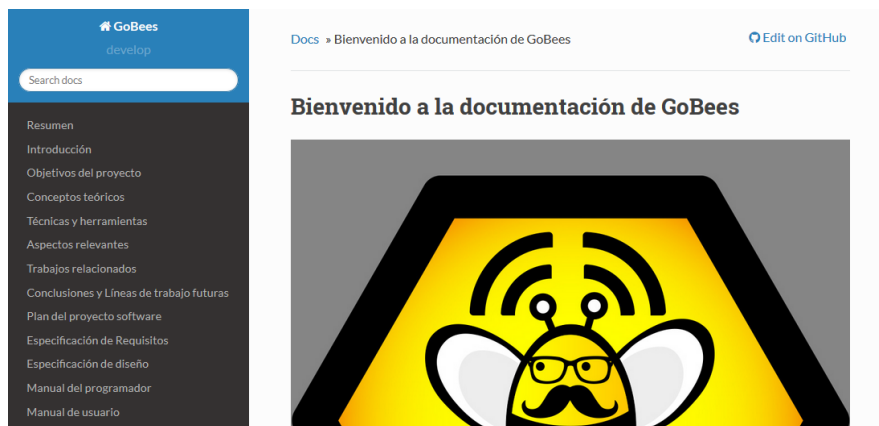 GoBees
develop
Search docs
Resumen
Introducción
Objetivos del proyecto
Conceptos teóricos
Técnicas y herramientas
Aspectos relevantes
Trabajos relacionados
Conclusiones y Líneas de trabajo futuras
Plan del proyecto software
Especificación de Requisitos
Especificación de diseño
Manual del programador
Manual de usuario
Docs » Bienvenido a la documentación de GoBees
Edit on GitHub
Bienvenido a la documentación de GoBees